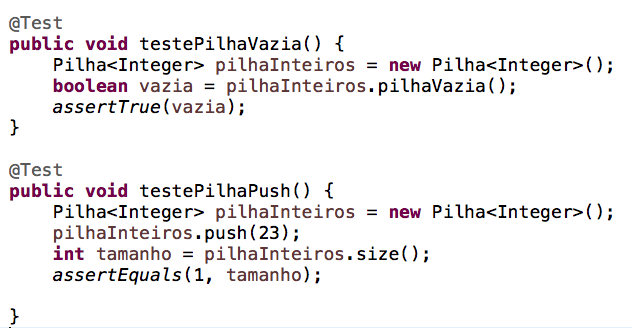 @Test
public void testePilhaVazia() {
    Pilha<Integer> pilhaInteiros = new Pilha<Integer>();
    boolean vazia = pilhaInteiros.pilhaVazia();
    assertTrue(vazia);
}

@Test
public void testePilhaPush() {
    Pilha<Integer> pilhaInteiros = new Pilha<Integer>();
    pilhaInteiros.push(23);
    int tamanho = pilhaInteiros.size();
    assertEquals(1, tamanho);

}